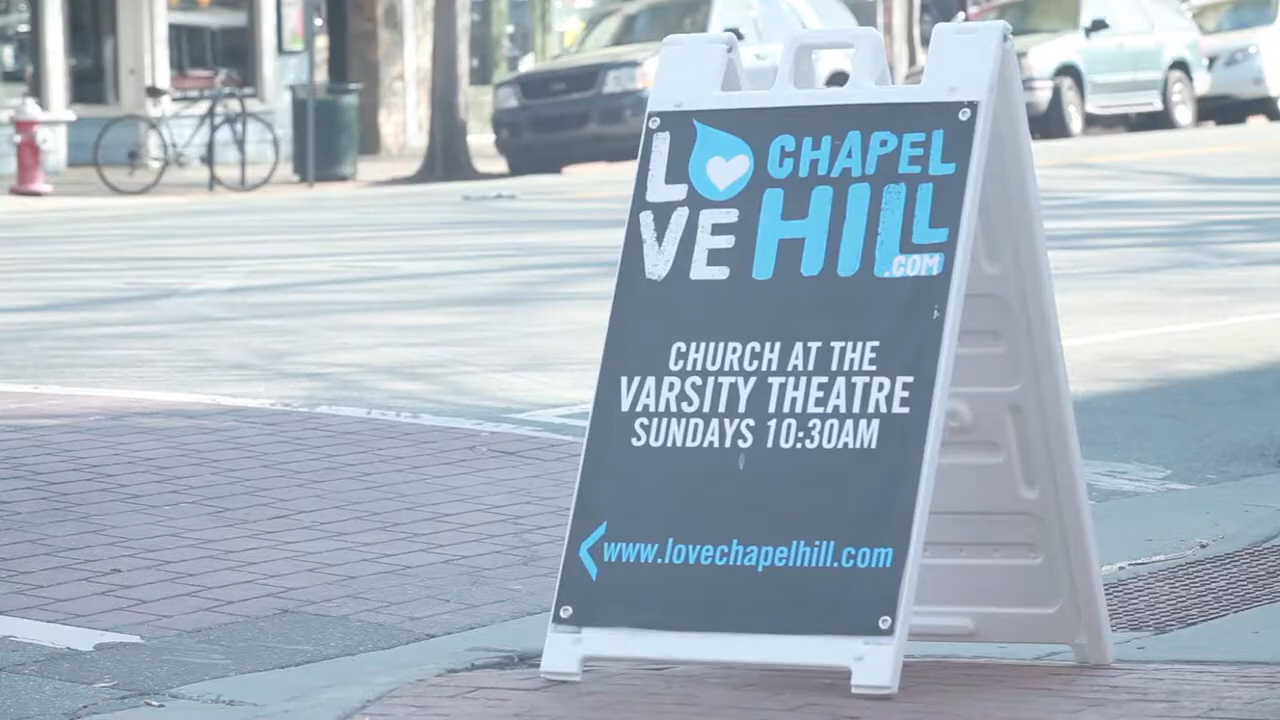 LOVE CHAPEL
HILL
.COM
CHURCH AT THE
VARSITY THEATRE
SUNDAYS 10:30AM
www.lovechapelhill.com